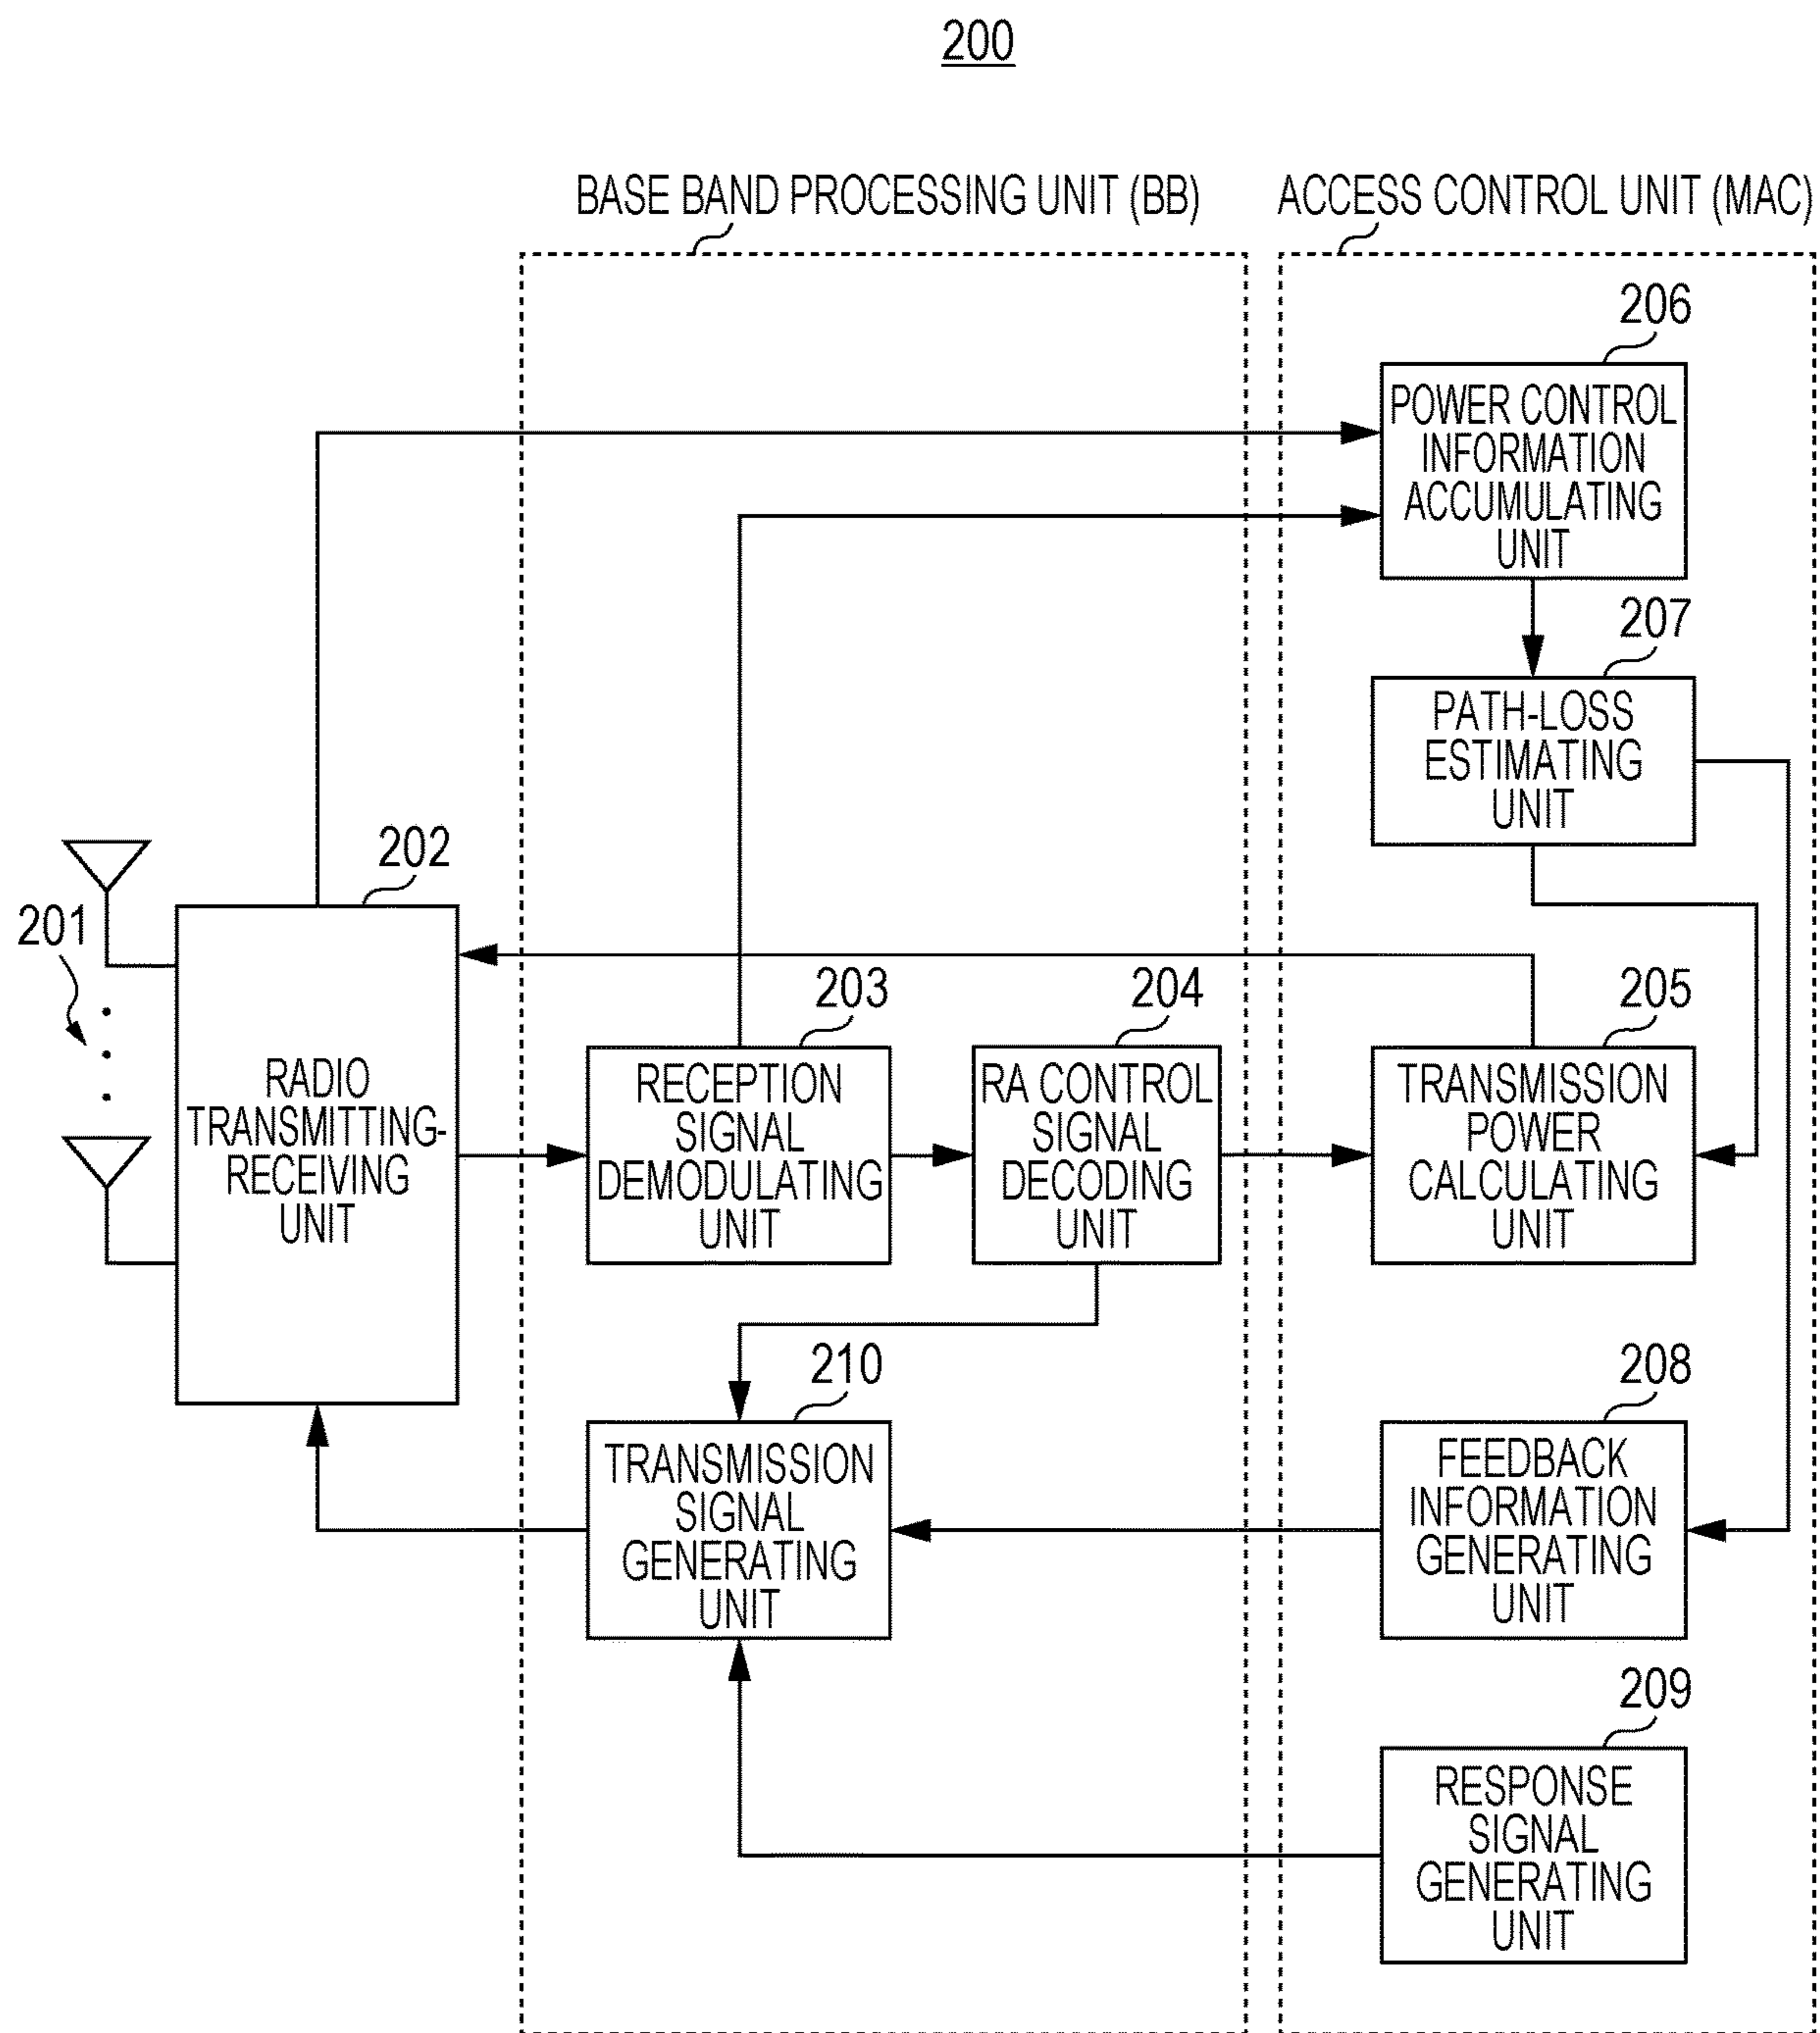 200
BASE BAND PROCESSING UNIT (BB)
ACCESS CONTROL UNIT (MAC)
206
POWER CONTROL
INFORMATION
ACCUMULATING
UNIT
207
PATH-LOSS
ESTIMATING
UNIT
202
201
RADIO
TRANSMITTING-
RECEIVING
UNIT
203
RECEPTION
SIGNAL
DEMODULATING
UNIT
204
RA CONTROL
SIGNAL
DECODING
UNIT
205
TRANSMISSION
POWER
CALCULATING
UNIT
210
TRANSMISSION
SIGNAL
GENERATING
UNIT
208
FEEDBACK
INFORMATION
GENERATING
UNIT
209
RESPONSE
SIGNAL
GENERATING
UNIT